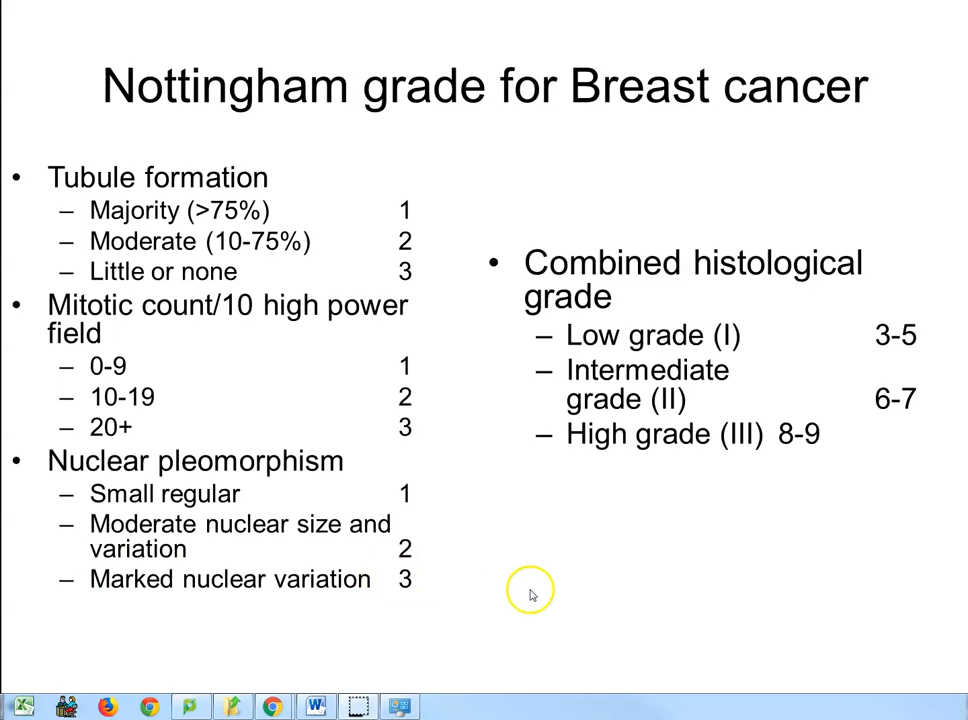 Nottingham grade for Breast cancer
• Tubule formation
– Majority (>75%) 1
– Moderate (10-75%) 2
– Little or none 3
• Mitotic count/10 high power
field
– 0-9 1
– 10-19 2
– 20+ 3
• Nuclear pleomorphism
– Small regular 1
– Moderate nuclear size and
variation 2
– Marked nuclear variation 3
• Combined histological
grade
– Low grade (I) 3-5
– Intermediate
grade (II) 6-7
– High grade (III) 8-9